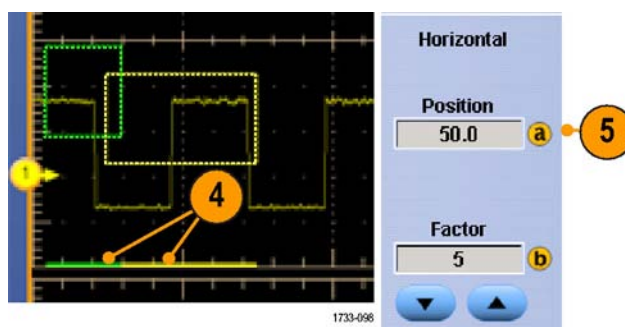 1
4
1733-098
Horizontal
Position
50.0 a
5
Factor
5 b